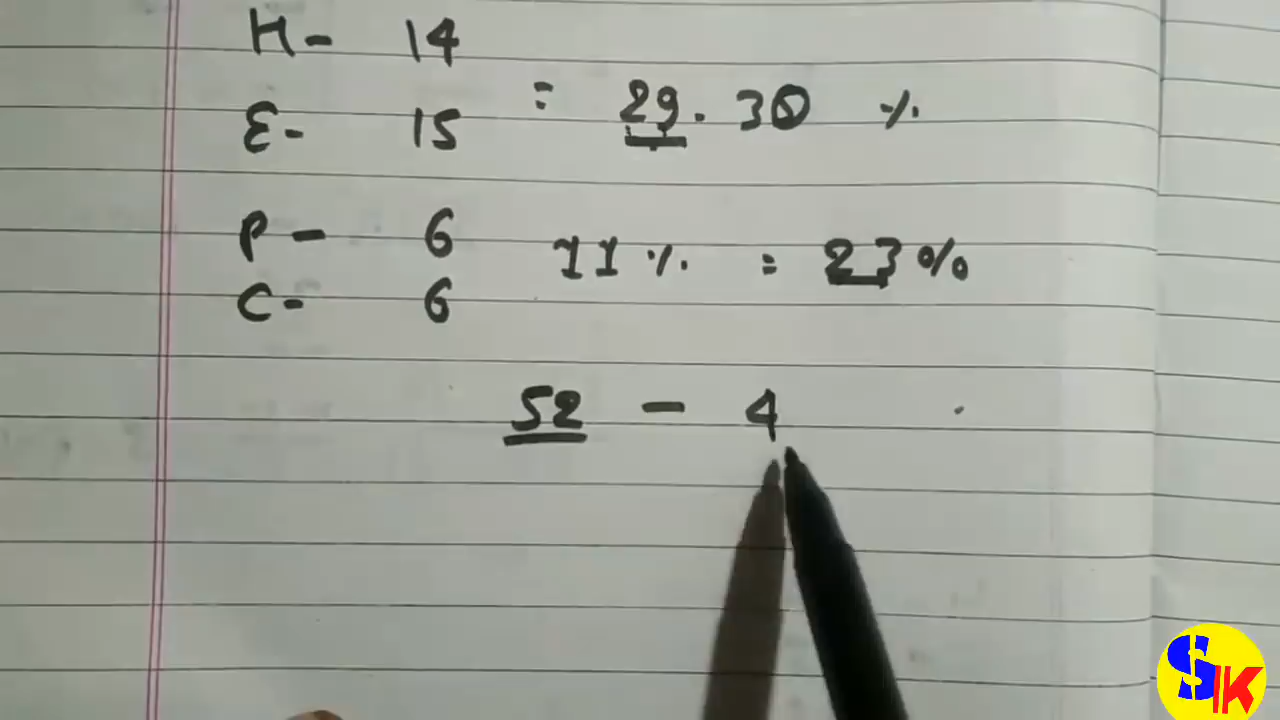 H - 14
= 29.30 %
E - 15
P - 6 11 % = 23%
C - 6
52 - 4
SK